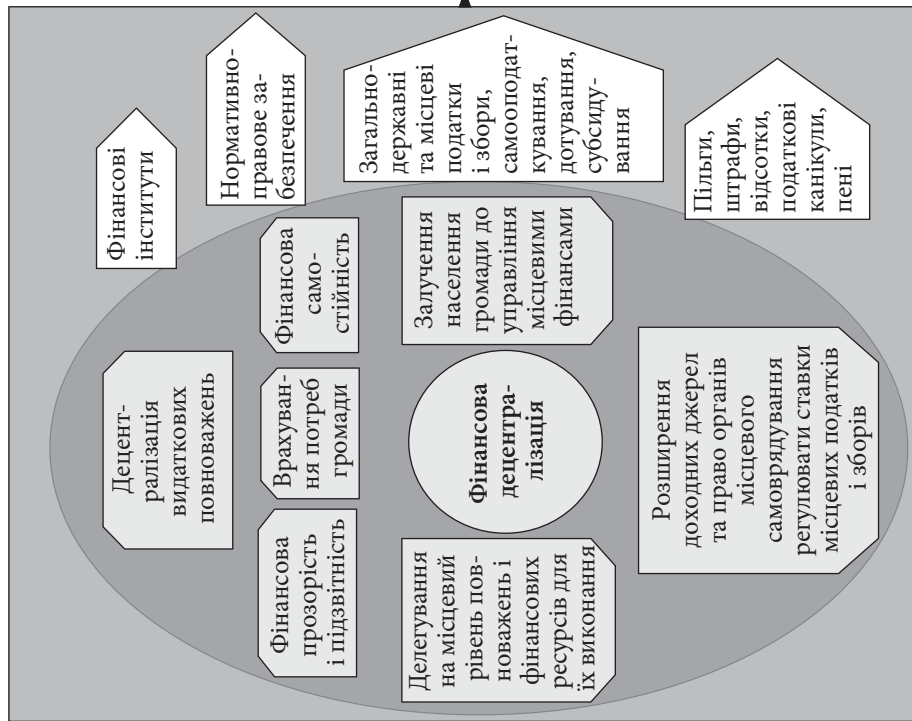 Фінансові
інститути
Нормативно-
правове за-
безпечення
Загально-
державні
та місцеві
податки
і збори,
самооподат-
кування,
дотування,
субсиду-
вання
Пільги,
штрафи,
відсотки,
податкові
канікули,
пені
Децент-
ралізація
видаткових
повноважень
Фінансова
само-
стійність
Врахуван-
ня потреб
громади
Фінансова
прозорість
і підзвітність
Залучення
населення
громади до
управління
місцевими
фінансами
Фінансова
децентра-
лізація
Делегування
на місцевий
рівень пов-
новажень і
фінансових
ресурсів для
їх виконання
Розширення
доходних джерел
та право органів
місцевого
самоврядування
регулювати ставки
місцевих податків
і зборів